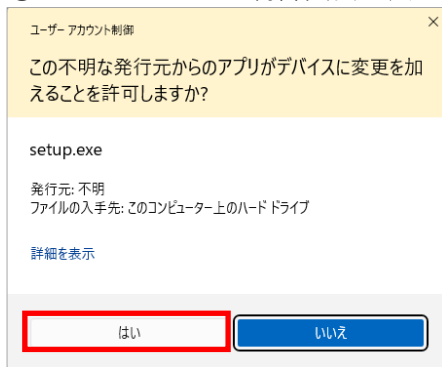 ユーザー アカウント制御
×
この不明な発行元からのアプリがデバイスに変更を加
えることを許可しますか?
setup.exe
発行元: 不明
ファイルの入手先: このコンピューター上のハード ドライブ
詳細を表示
はい
いいえ